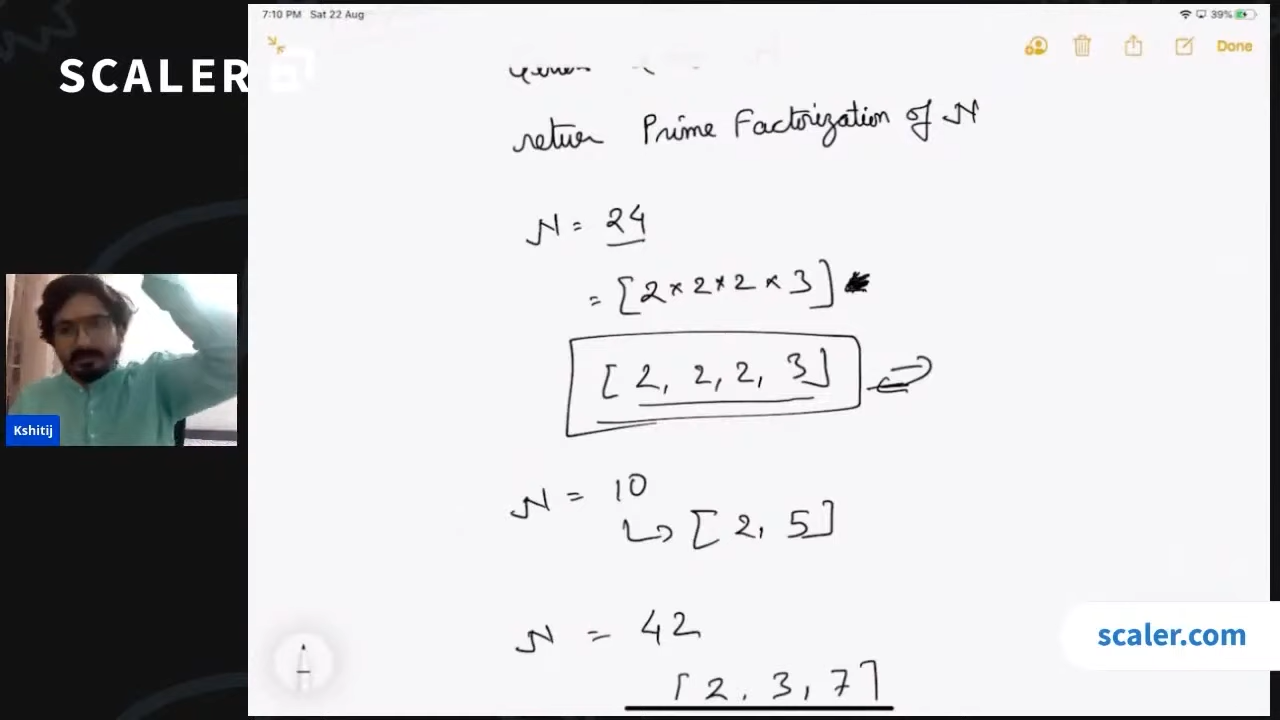 7:10 PM Sat 22 Aug
39%
Done
SCALER
return Prime Factorization of N
N = 24
= [2 × 2 × 2 × 3]
[ 2, 2, 2, 3]
N = 10
↳ [ 2, 5]
Kshitij
N = 42
[ 2, 3, 7]
scaler.com